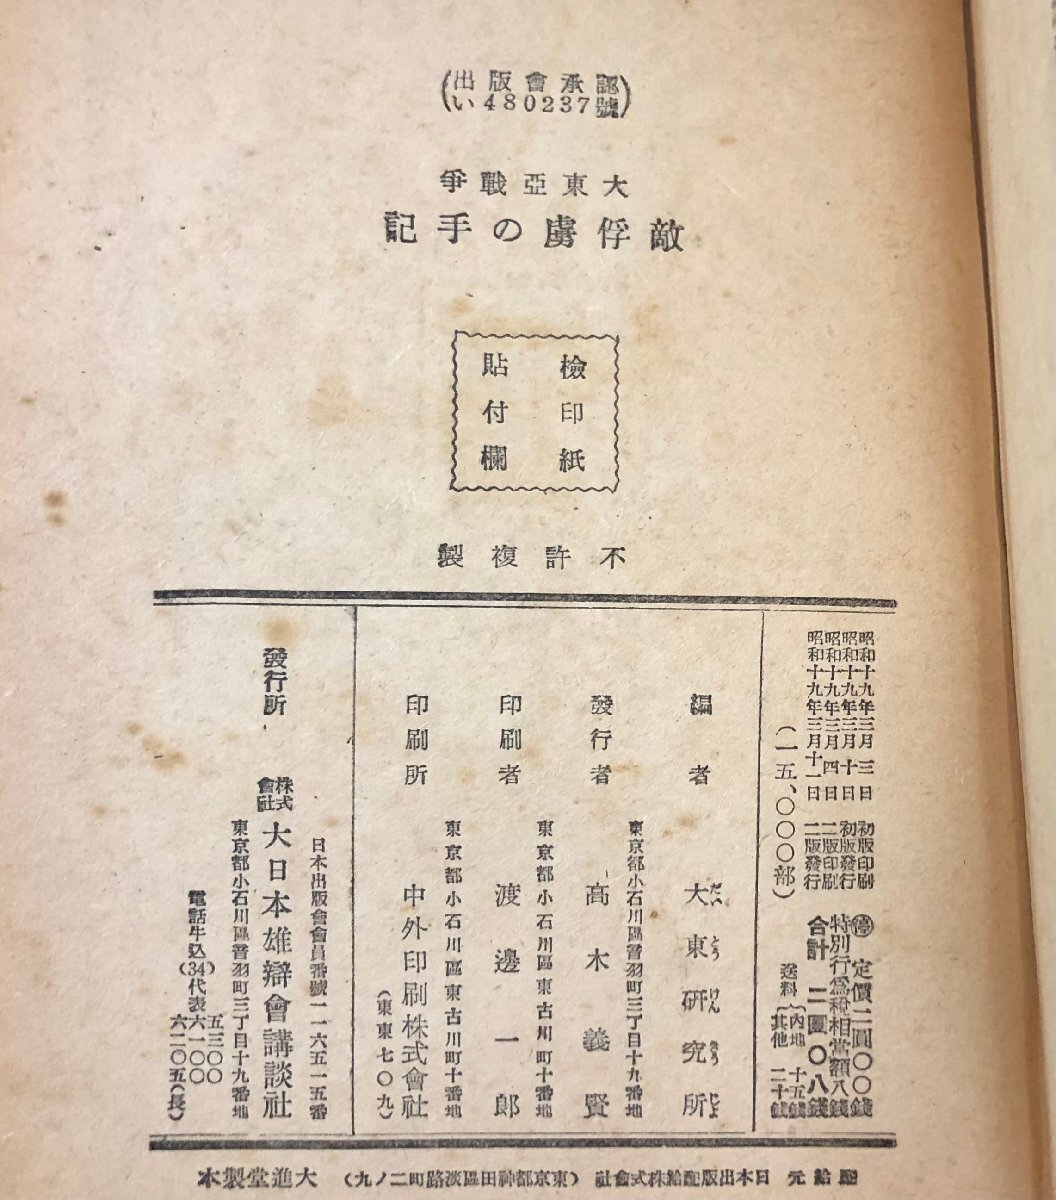 (出版會承認
い480237號)
大東亞戰爭
敵俘虜の手記
檢印紙
貼付欄
不許複製
昭和十九年三月三日 初版印刷
昭和十九年三月十日 初版發行
昭和十九年三月四日 二版印刷
昭和十九年三月十一日 二版發行
(一五、〇〇〇部)
停 定價二圓〇〇錢
特別行爲稅相當額八錢
合計 二圓〇八錢
送料 (內地 十五錢
其他 二十錢
編者 大東研究所
だい とう けん きう じよ
東京都小石川區音羽町三丁目十九番地
發行者 高木義賢
東京都小石川區東古川町十番地
印刷者 渡邊一郎
東京都小石川區東古川町十番地
印刷所 中外印刷株式會社
(東東七〇九)
日本出版會會員番號一一六五一五番
發行所 株式會社 大日本雄辯會講談社
東京都小石川區音羽町三丁目十九番地
電話牛込(34)代表
五三〇〇
六一〇〇
六二〇五(長)
配給元 日本出版配給株式會社 (東京都神田區淡路町二ノ九) 大進堂製本